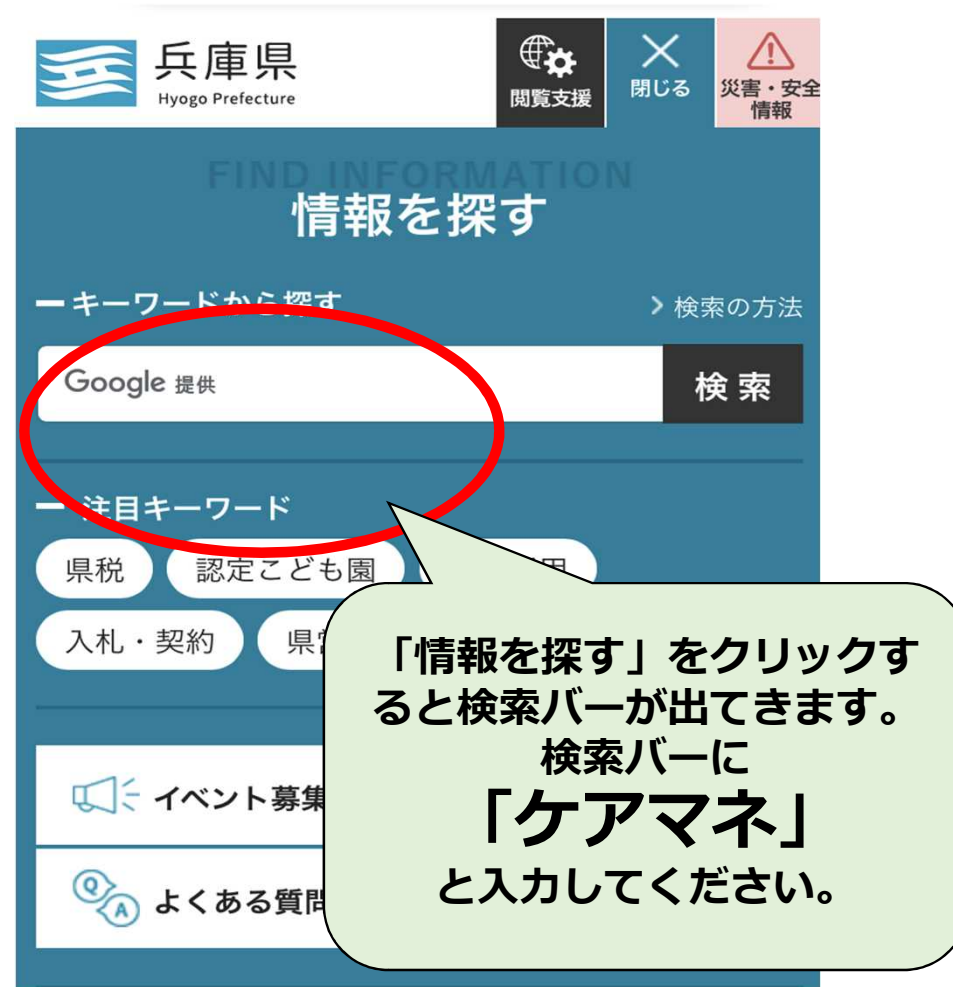 兵庫県
Hyogo Prefecture
閲覧支援
閉じる
災害・安全
情報
FIND INFORMATION
情報を探す
キーワードから探す
検索の方法
Google 提供
検索
注目キーワード
県税
認定こども園
入札・契約
県営
イベント募集
よくある質問
Q
A
「情報を探す」をクリックす
ると検索バーが出てきます。
検索バーに
「ケアマネ」
と入力してください。